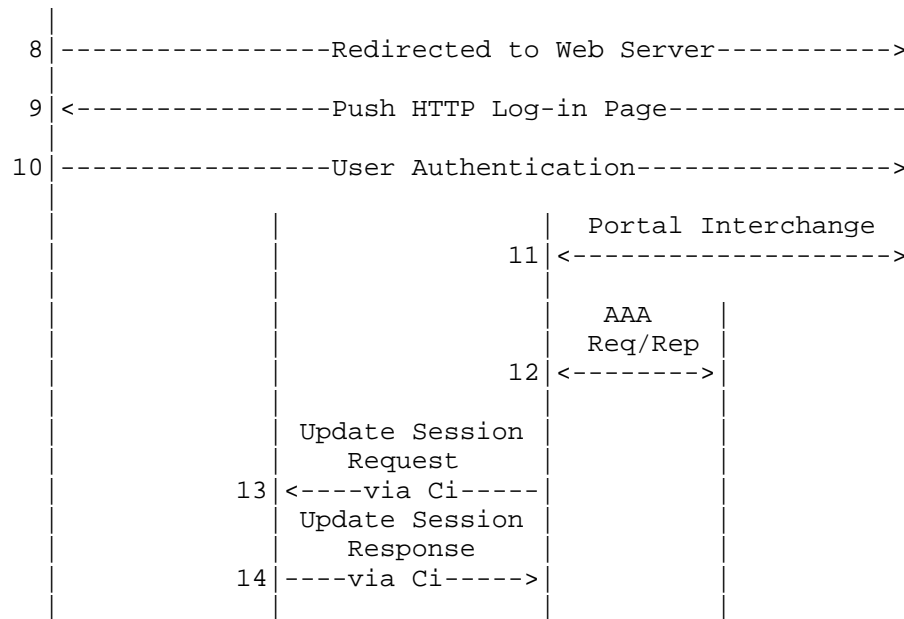 8|-----------------Redirected to Web Server----------->
9|<----------------Push HTTP Log-in Page---------------
10|-----------------User Authentication---------------->
Portal Interchange
11|<-------------------->
AAA
Req/Rep
12|<-------->|
Update Session
Request
13|<----via Ci-----|
Update Session
Response
14|----via Ci----->|